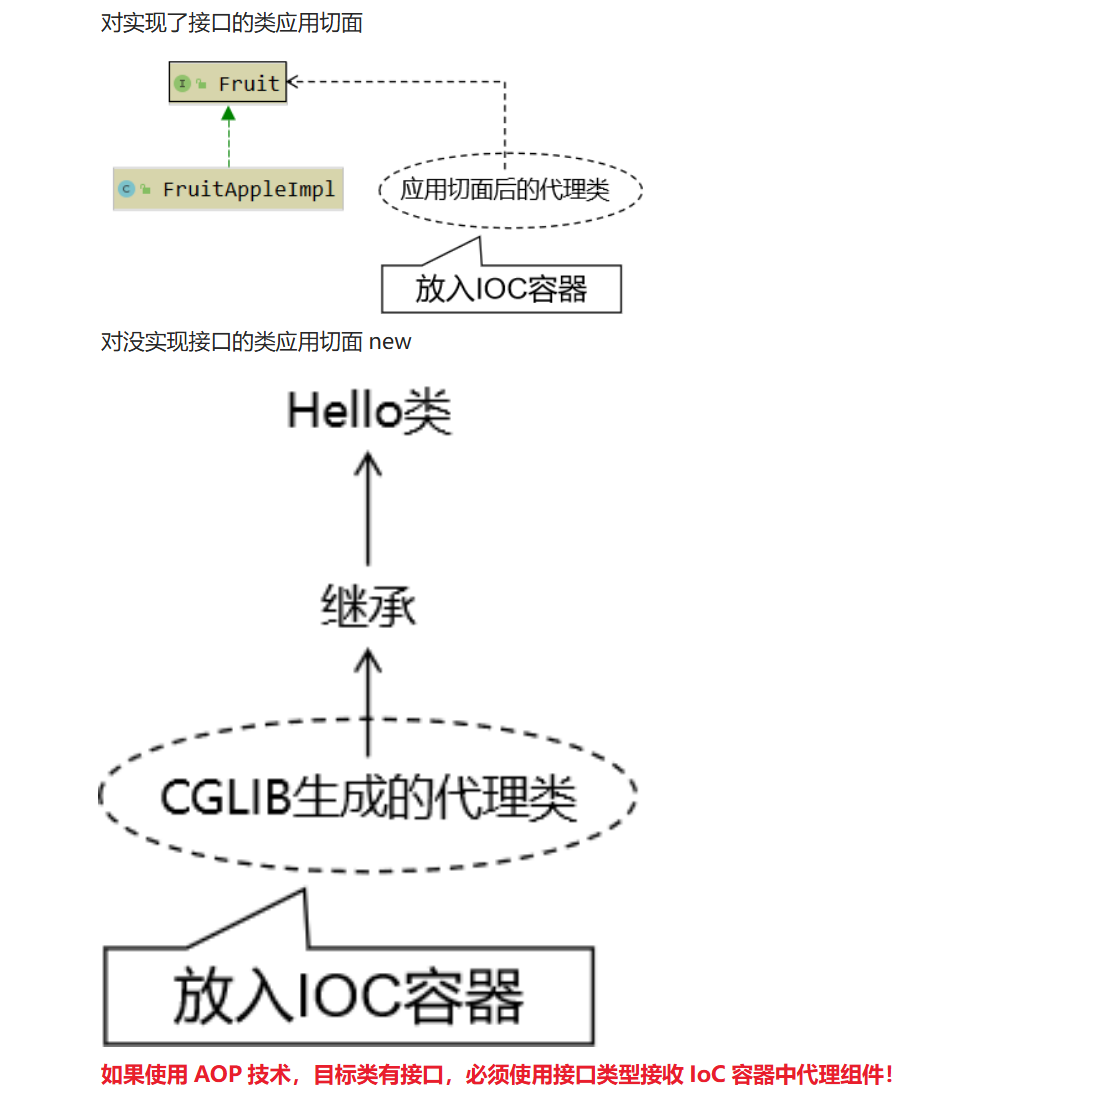 对实现了接口的类应用切面
I Fruit
C FruitAppleImpl
应用切面后的代理类
放入IOC容器
对没实现接口的类应用切面 new
Hello类
继承
CGLIB生成的代理类
放入IOC容器
如果使用 AOP 技术，目标类有接口，必须使用接口类型接收 IoC 容器中代理组件！